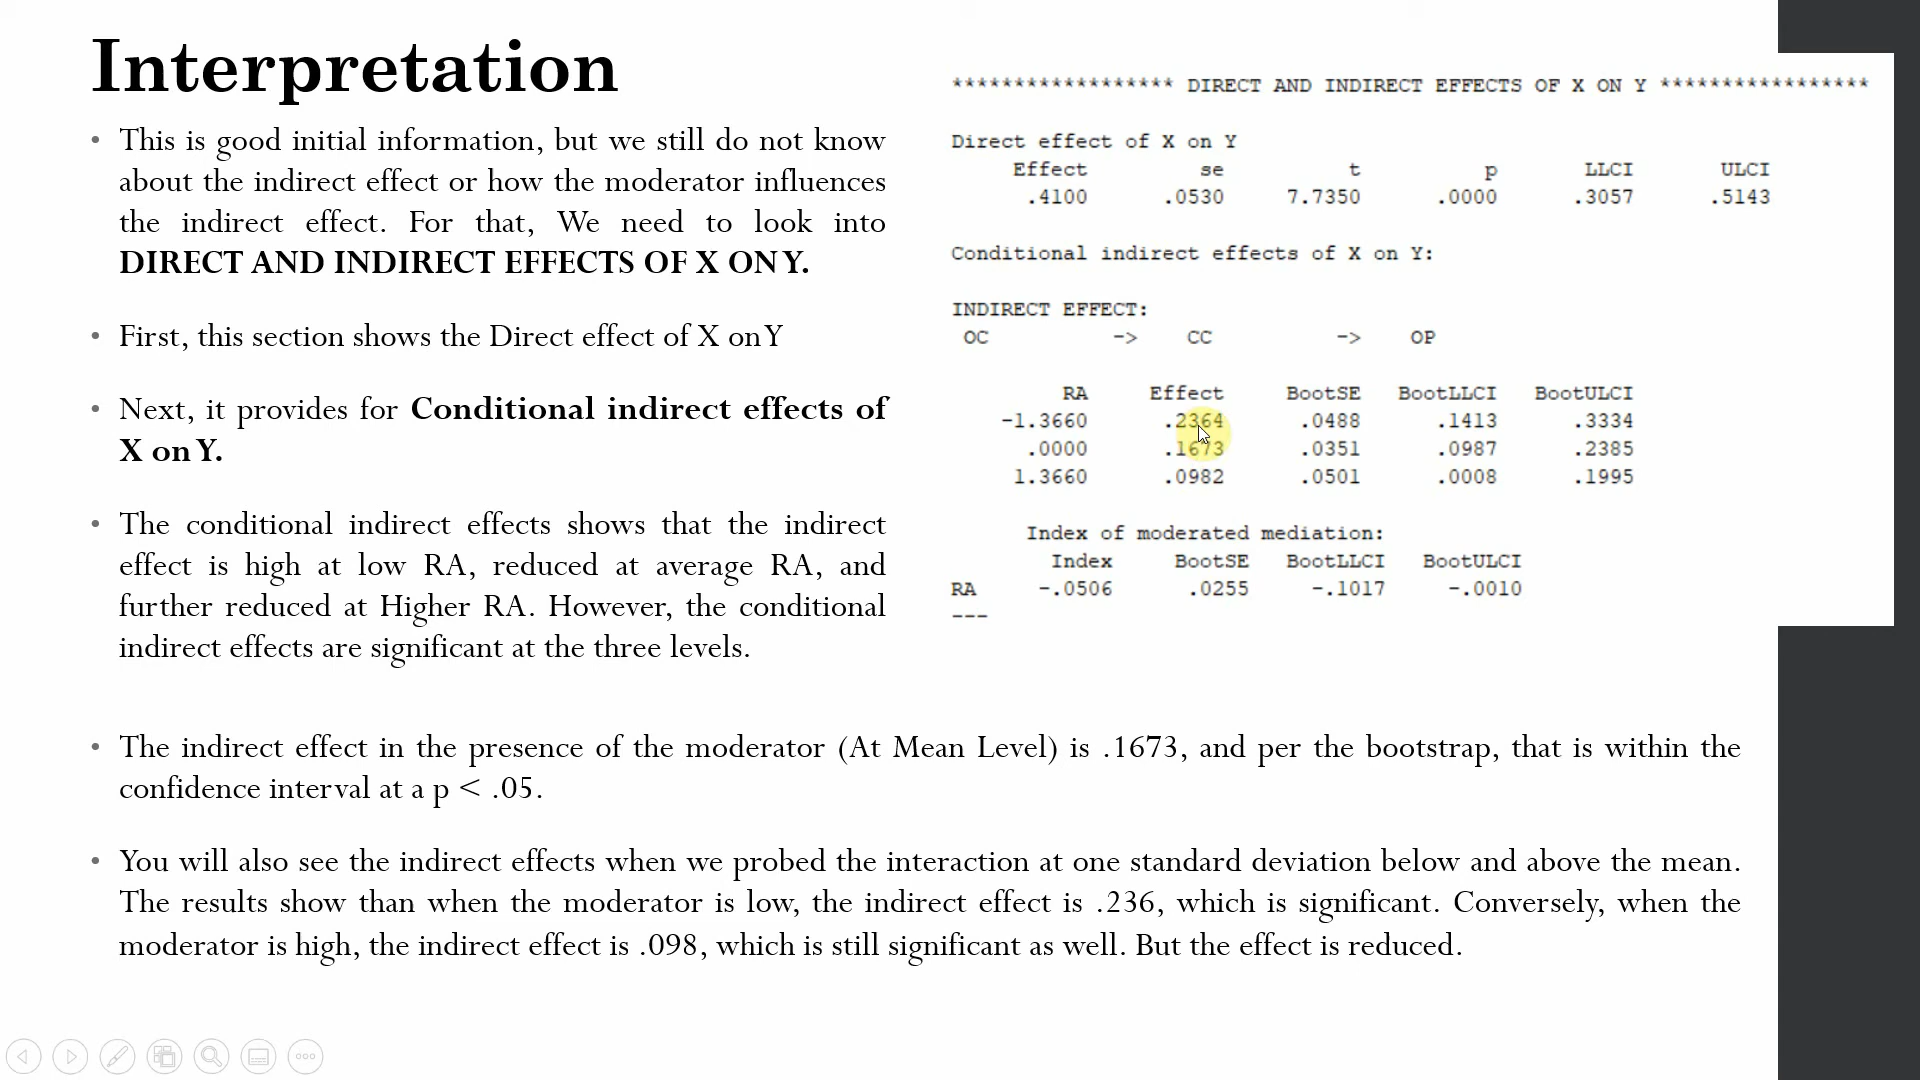 Interpretation
• This is good initial information, but we still do not know
about the indirect effect or how the moderator influences
the indirect effect. For that, We need to look into
DIRECT AND INDIRECT EFFECTS OF X ON Y.
• First, this section shows the Direct effect of X on Y
• Next, it provides for Conditional indirect effects of
X on Y.
• The conditional indirect effects shows that the indirect
effect is high at low RA, reduced at average RA, and
further reduced at Higher RA. However, the conditional
indirect effects are significant at the three levels.
• The indirect effect in the presence of the moderator (At Mean Level) is .1673, and per the bootstrap, that is within the
confidence interval at a p < .05.
• You will also see the indirect effects when we probed the interaction at one standard deviation below and above the mean.
The results show than when the moderator is low, the indirect effect is .236, which is significant. Conversely, when the
moderator is high, the indirect effect is .098, which is still significant as well. But the effect is reduced.
****************** DIRECT AND INDIRECT EFFECTS OF X ON Y *****************
Direct effect of X on Y
Effect se t p LLCI ULCI
.4100 .0530 7.7350 .0000 .3057 .5143
Conditional indirect effects of X on Y:
INDIRECT EFFECT:
OC -> CC -> OP
RA Effect BootSE BootLLCI BootULCI
-1.3660 .2364 .0488 .1413 .3334
.0000 .1673 .0351 .0987 .2385
1.3660 .0982 .0501 .0008 .1995
Index of moderated mediation:
Index BootSE BootLLCI BootULCI
RA -.0506 .0255 -.1017 -.0010
---